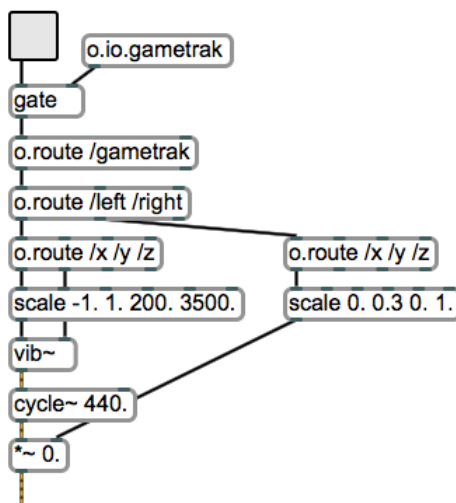 o.io.gametrak
gate
o.route /gametrak
o.route /left /right
o.route /x /y /z
o.route /x /y /z
scale -1. 1. 200. 3500.
scale 0. 0.3 0. 1.
vib~
cycle~ 440.
*~ 0.